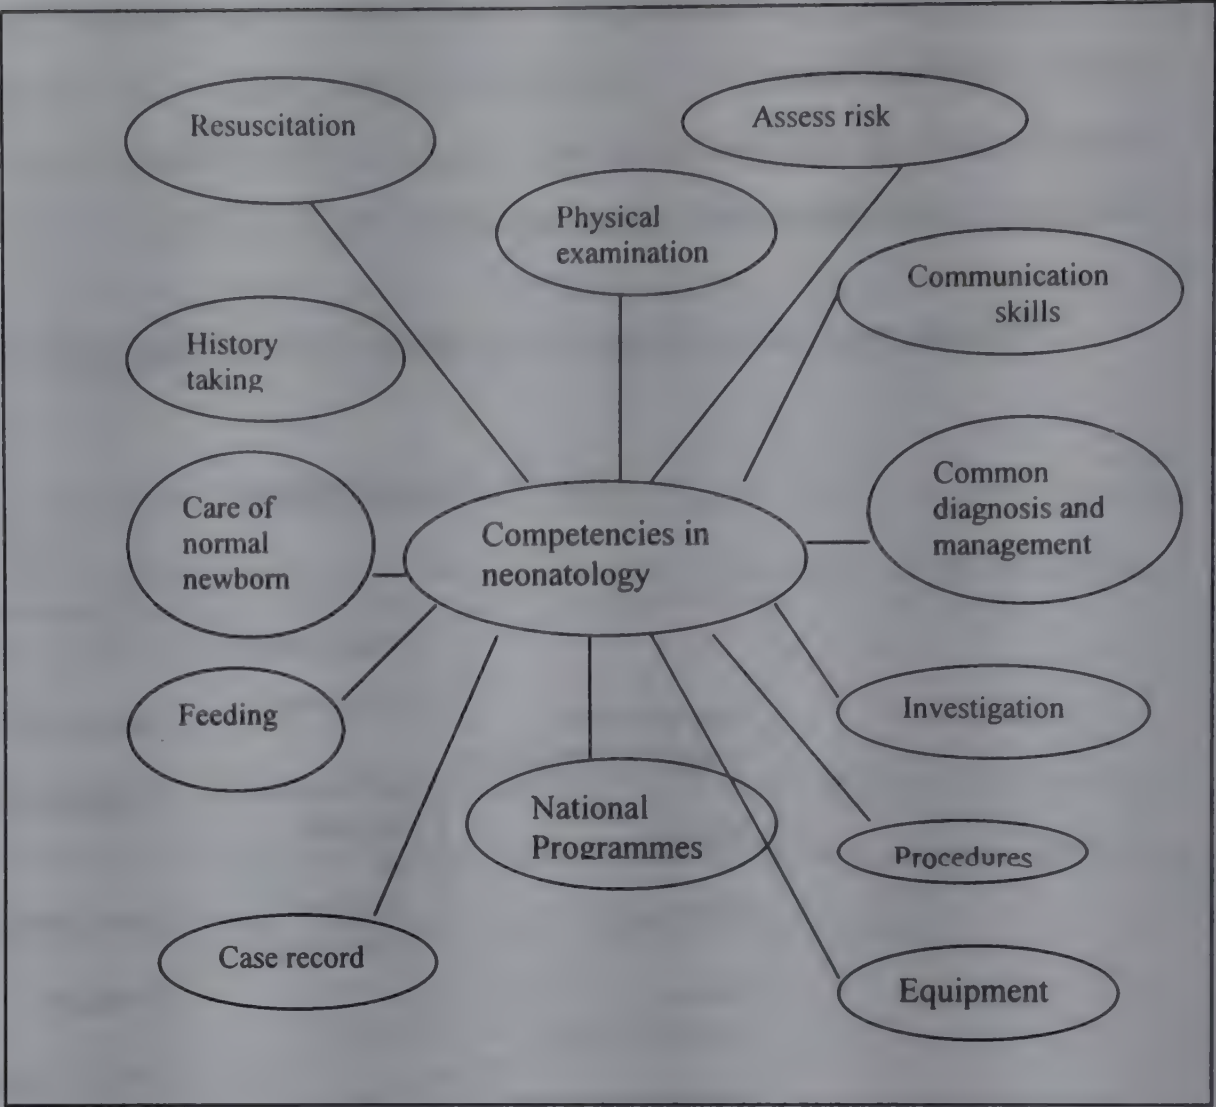 Resuscitation
Assess risk
Physical
examination
Communication
skills
History
taking
Care of
normal
newborn
Common
diagnosis and
management
Competencies in
neonatology
Feeding
Investigation
National
Programmes
Procedures
Case record
Equipment